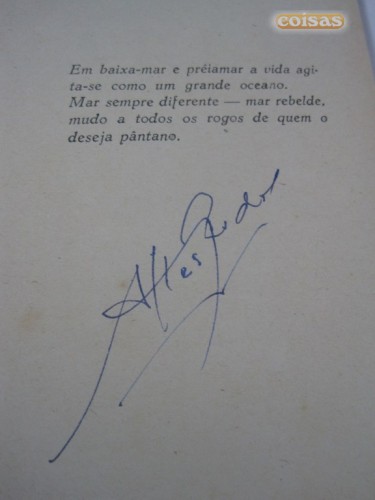 coisas
Em baixa-mar e préiamar a vida agi-
ta-se como um grande oceano.
Mar sempre diferente — mar rebelde,
mudo a todos os rogos de quem o
deseja pântano.